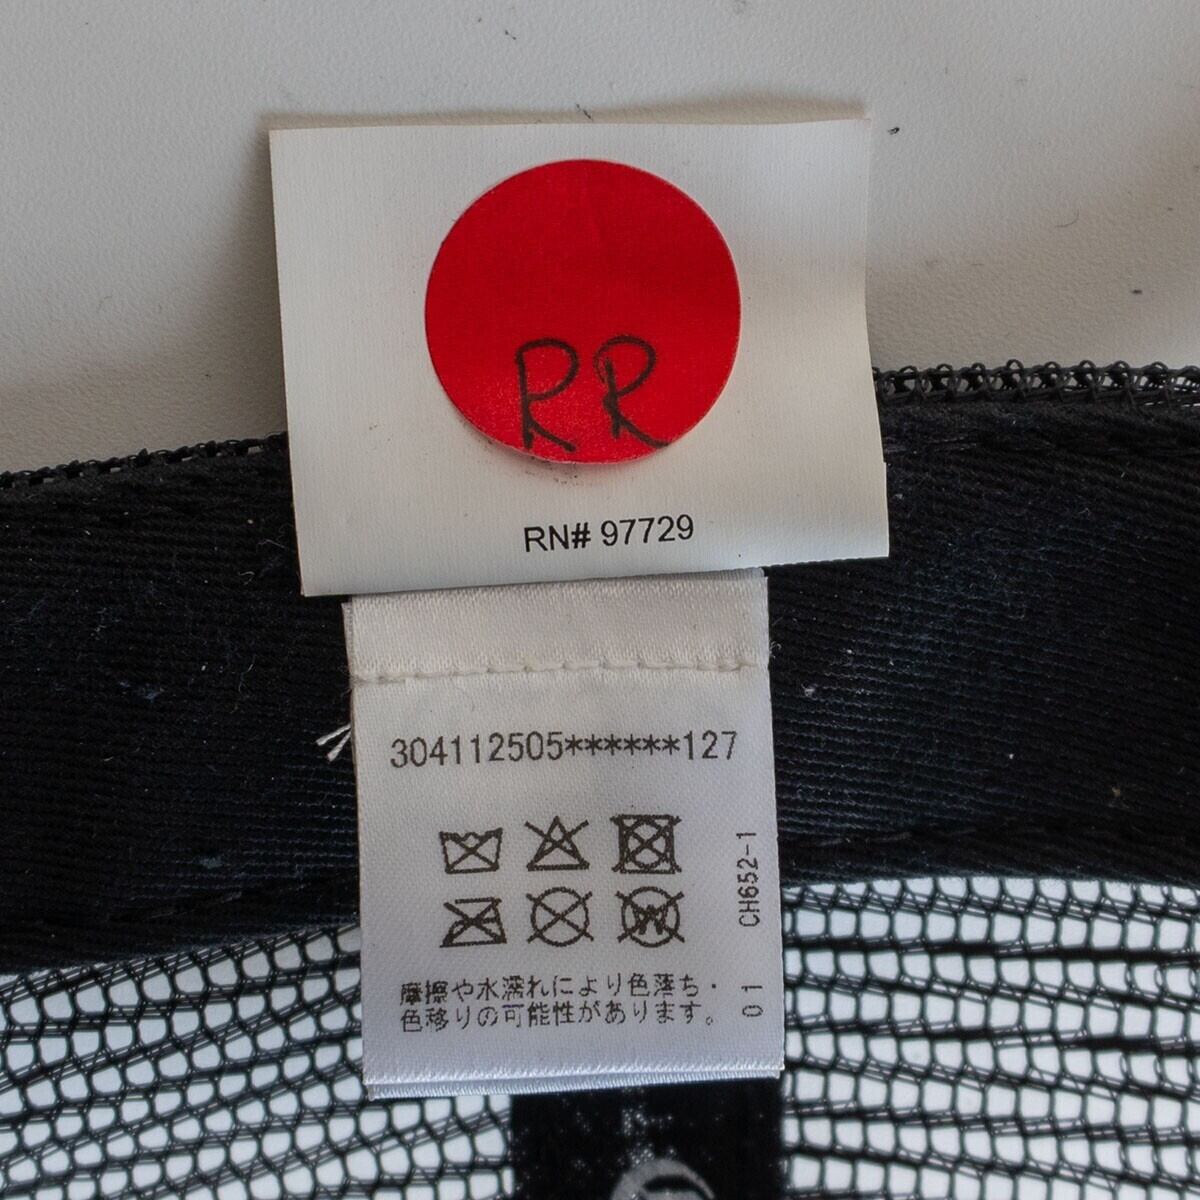 RR
RN# 97729
304112505******127
W
摩擦や水濡れにより色落ち・
色移りの可能性があります。
CH652-1
01